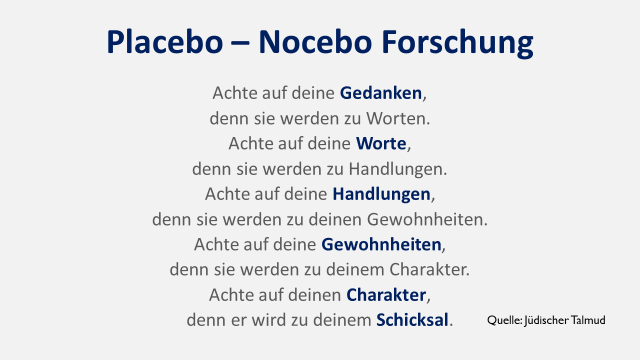 Placebo – Nocebo Forschung
Achte auf deine Gedanken,
denn sie werden zu Worten.
Achte auf deine Worte,
denn sie werden zu Handlungen.
Achte auf deine Handlungen,
denn sie werden zu deinen Gewohnheiten.
Achte auf deine Gewohnheiten,
denn sie werden zu deinem Charakter.
Achte auf deinen Charakter,
denn er wird zu deinem Schicksal.
Quelle: Jüdischer Talmud